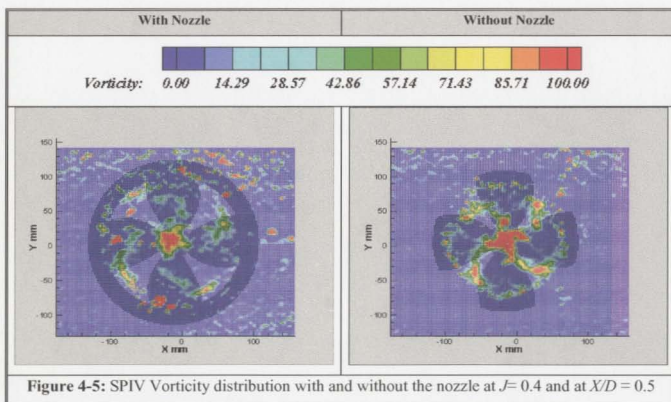 With Nozzle
Without Nozzle
Vorticity: 0.00 14.29 28.57 42.86 57.14 71.43 85.71 100.00
150
100
50
0
-50
-100
Y mm
-100 0 100
X mm
150
100
50
0
-50
-100
Y mm
-100 0 100
X mm
Figure 4-5: SPIV Vorticity distribution with and without the nozzle at J= 0.4 and at X/D = 0.5